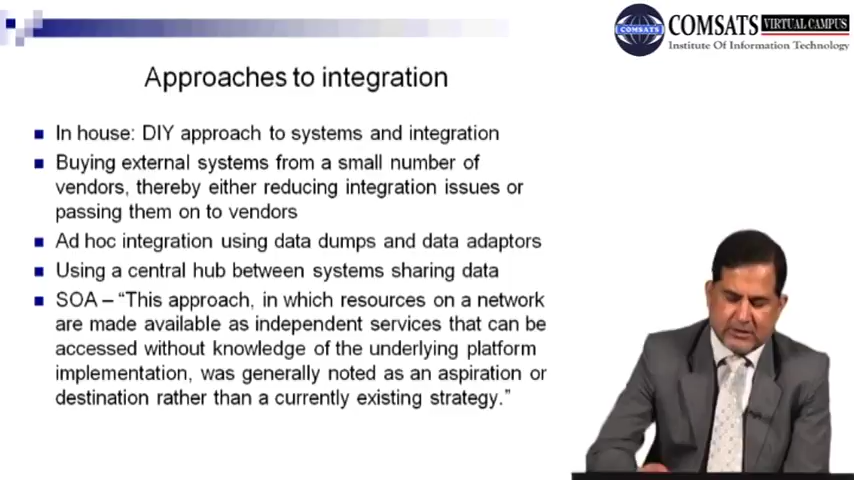 COMSATS
COMSATS VIRTUAL CAMPUS
Institute Of Information Technology
Approaches to integration
In house: DIY approach to systems and integration
Buying external systems from a small number of
vendors, thereby either reducing integration issues or
passing them on to vendors
Ad hoc integration using data dumps and data adaptors
Using a central hub between systems sharing data
SOA – “This approach, in which resources on a network
are made available as independent services that can be
accessed without knowledge of the underlying platform
implementation, was generally noted as an aspiration or
destination rather than a currently existing strategy.”